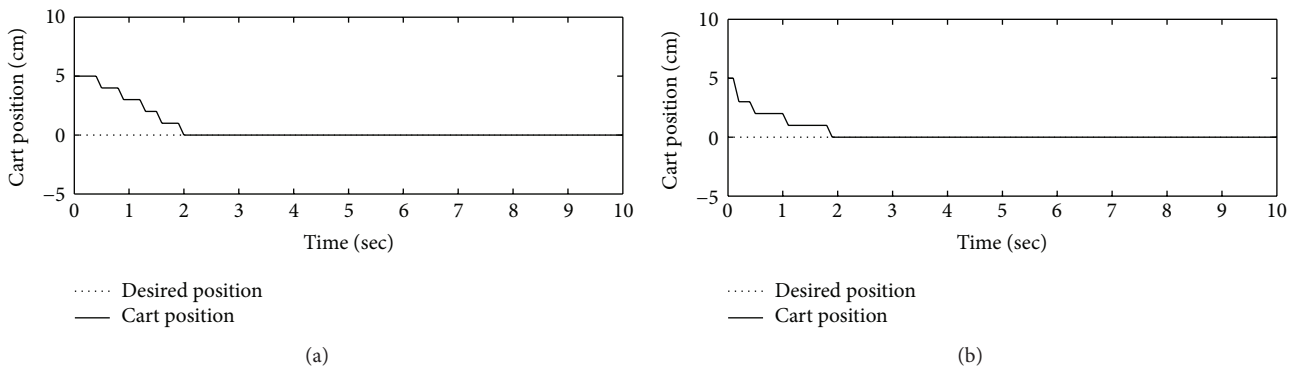 10
5
0
−5
Cart position (cm)
0 1 2 3 4 5 6 7 8 9 10
Time (sec)
Desired position
Cart position
(a)
10
5
0
−5
Cart position (cm)
0 1 2 3 4 5 6 7 8 9 10
Time (sec)
Desired position
Cart position
(b)